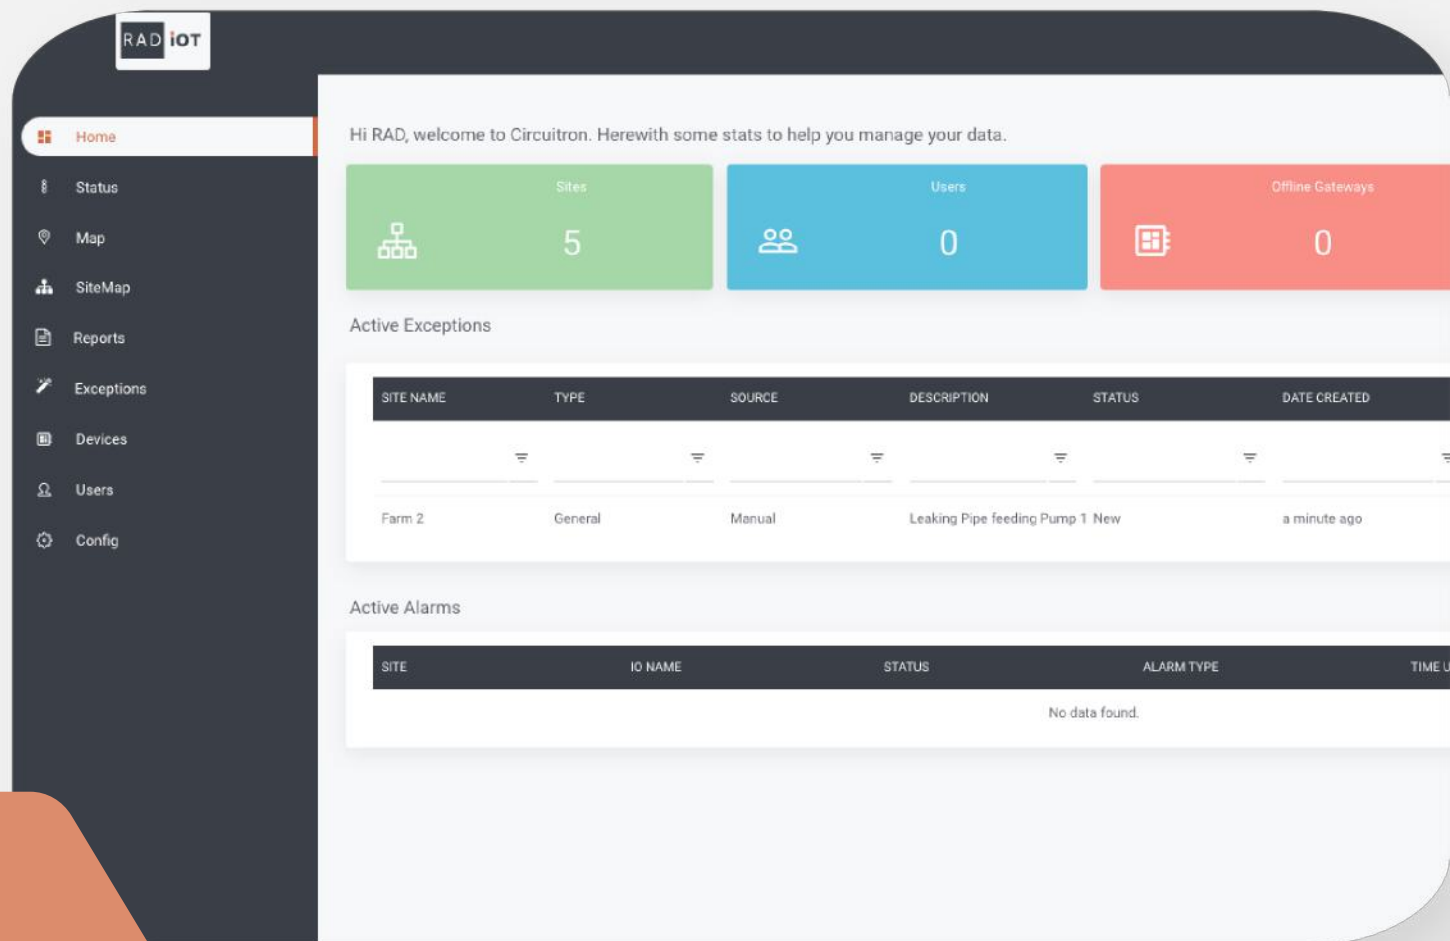 RAD iOT
Home
Status
Map
SiteMap
Reports
Exceptions
Devices
Users
Config
Hi RAD, welcome to Circuitron. Herewith some stats to help you manage your data.
Sites
5
Users
0
Offline Gateways
0
Active Exceptions
SITE NAME TYPE SOURCE DESCRIPTION STATUS DATE CREATED
Farm 2 General Manual Leaking Pipe feeding Pump 1 New a minute ago
Active Alarms
SITE IO NAME STATUS ALARM TYPE TIME
No data found.